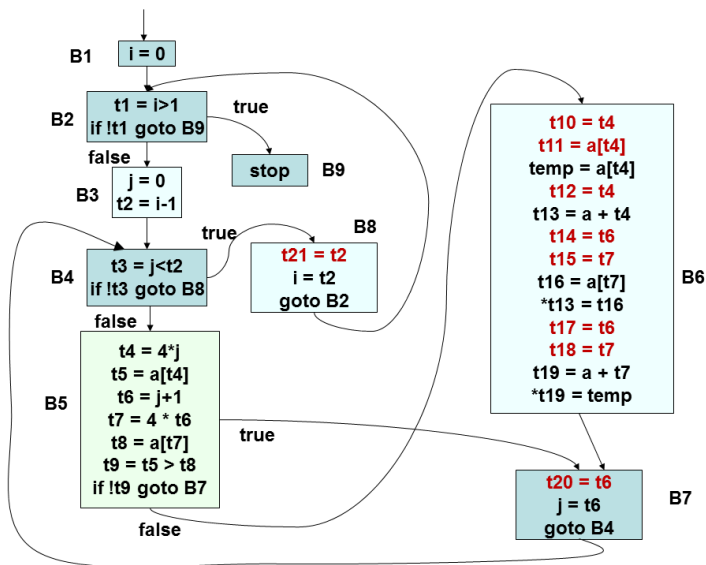 B1
i = 0
B2
t1 = i>1
if !t1 goto B9
true
false
stop
B9
B3
j = 0
t2 = i-1
B4
t3 = j<t2
if !t3 goto B8
true
false
B8
t21 = t2
i = t2
goto B2
B5
t4 = 4*j
t5 = a[t4]
t6 = j+1
t7 = 4 * t6
t8 = a[t7]
t9 = t5 > t8
if !t9 goto B7
true
false
t10 = t4
t11 = a[t4]
temp = a[t4]
t12 = t4
t13 = a + t4
t14 = t6
t15 = t7
t16 = a[t7]
*t13 = t16
t17 = t6
t18 = t7
t19 = a + t7
*t19 = temp
B6
t20 = t6
j = t6
goto B4
B7